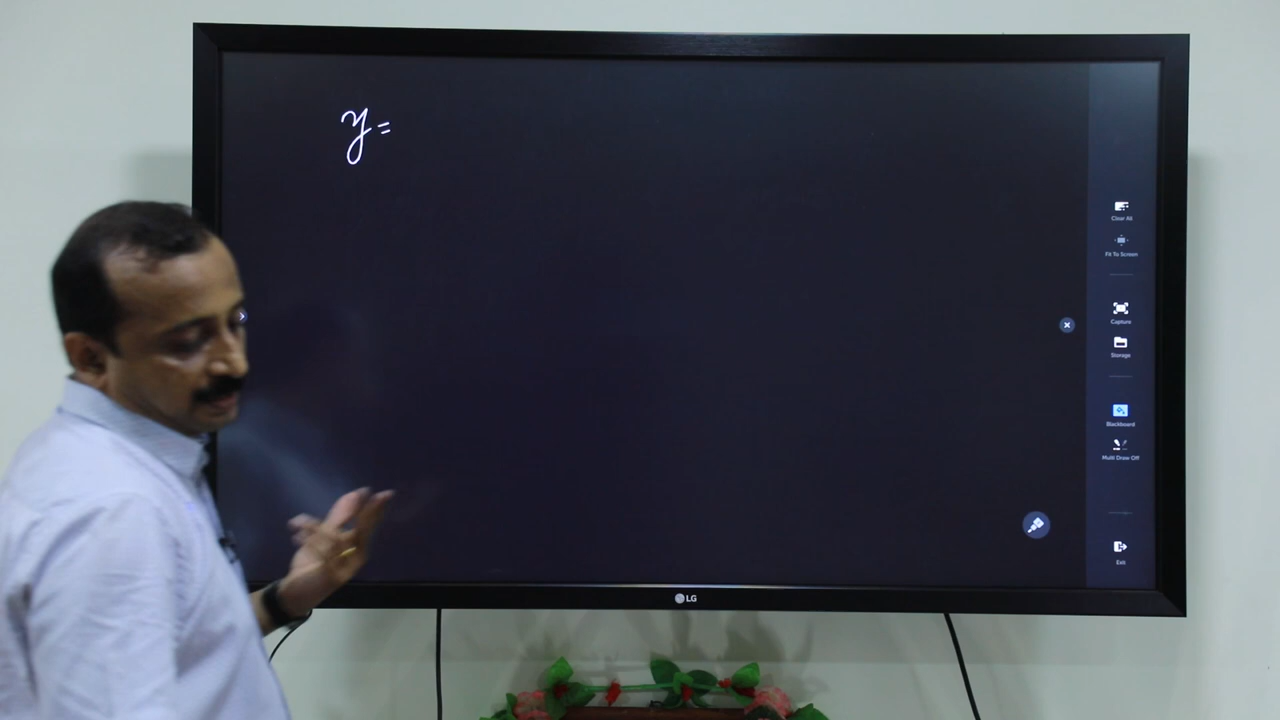 y =
Clear All
Fit To Screen
Capture
Storage
Blackboard
Multi Draw Off
Exit
LG